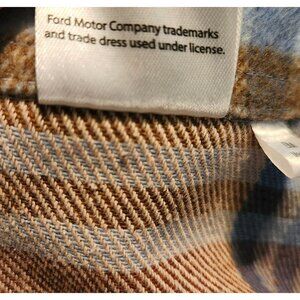 Ford Motor Company trademarks
and trade dress used under license.